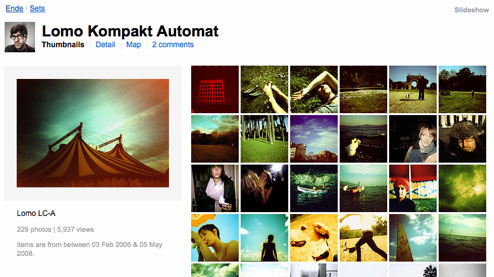 Ende · Sets
Slideshow
Lomo Kompakt Automat
Thumbnails Detail Map 2 comments
Lomo LC-A
229 photos | 5,937 views
items are from between 03 Feb 2006 & 05 May
2008.